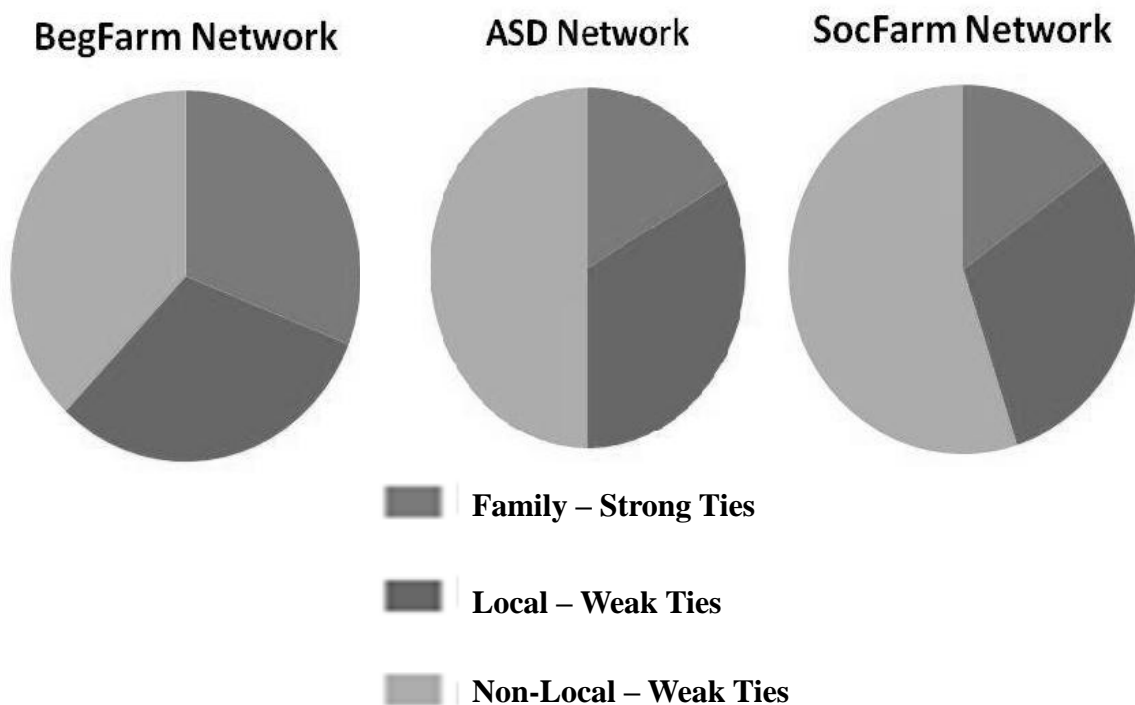 BegFarm Network
ASD Network
SocFarm Network
Family – Strong Ties
Local – Weak Ties
Non-Local – Weak Ties